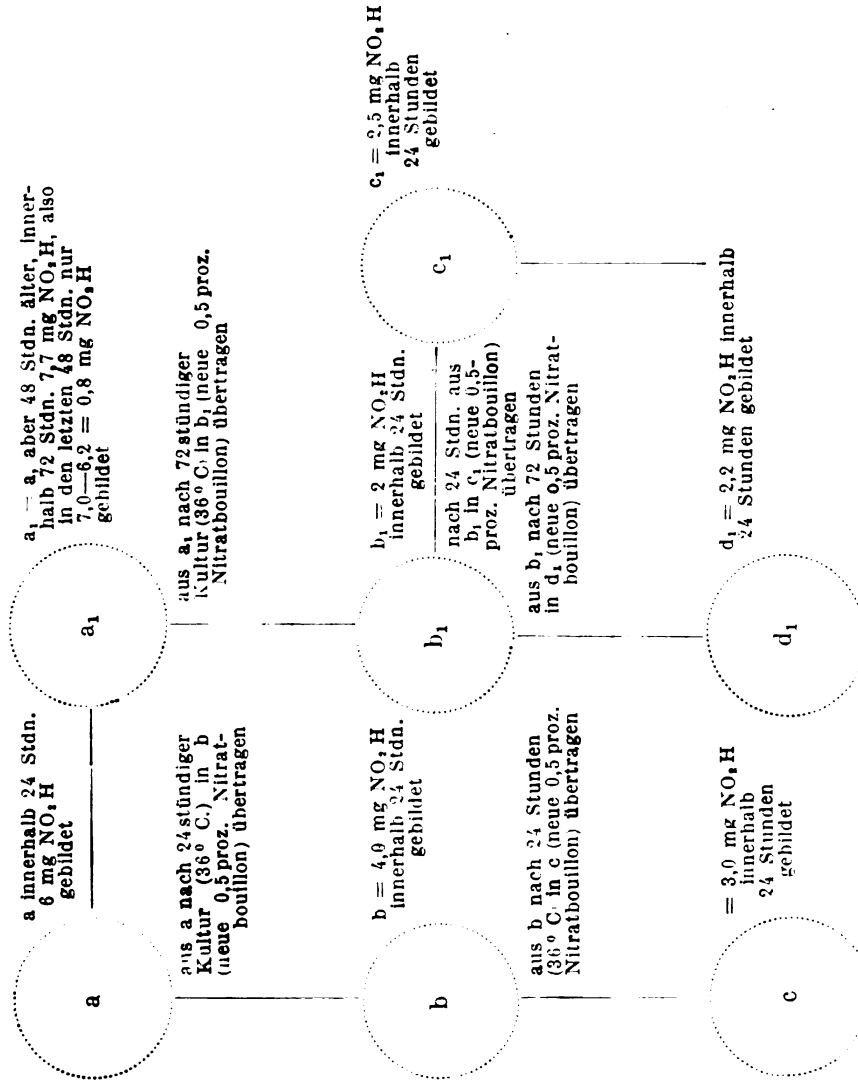 a
a innerhalb 24 Stdn.
6 mg NO₂H
gebildet
a₁
a₁ = a, aber 48 Stdn. älter, inner-
halb 72 Stdn. 7,7 mg NO₂H, also
in den letzten 48 Stdn. nur
7,0—6,2 = 0,8 mg NO₂H
gebildet
aus a nach 24stündiger
Kultur (36° C.) in b
(neue 0,5 proz. Nitrat-
bouillon) übertragen
aus a₁ nach 72stündiger
Kultur (36° C) in b₁ (neue 0,5 proz.
Nitratbouillon) übertragen
b
b = 4,0 mg NO₂H
innerhalb 24 Stdn.
gebildet
b₁
b₁ = 2 mg NO₂H
innerhalb 24 Stdn.
gebildet
nach 24 Stdn. aus
b₁ in c₁ (neue 0,5-
proz. Nitratbouillon)
übertragen
c₁
c₁ = 2,5 mg NO₂H
innerhalb
24 Stunden
gebildet
aus b nach 24 Stunden
(36° C) in c (neue 0,5 proz.
Nitratbouillon) übertragen
aus b₁ nach 72 Stunden
in d₁ (neue 0,5 proz. Nitrat-
bouillon) übertragen
c
= 3,0 mg NO₂H
innerhalb
24 Stunden
gebildet
d₁
d₁ = 2,2 mg NO₂H innerhalb
24 Stunden gebildet